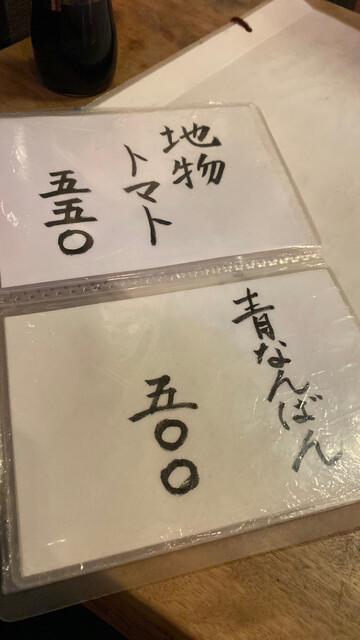 地物
トマト
五五〇
青なんばん
五〇〇